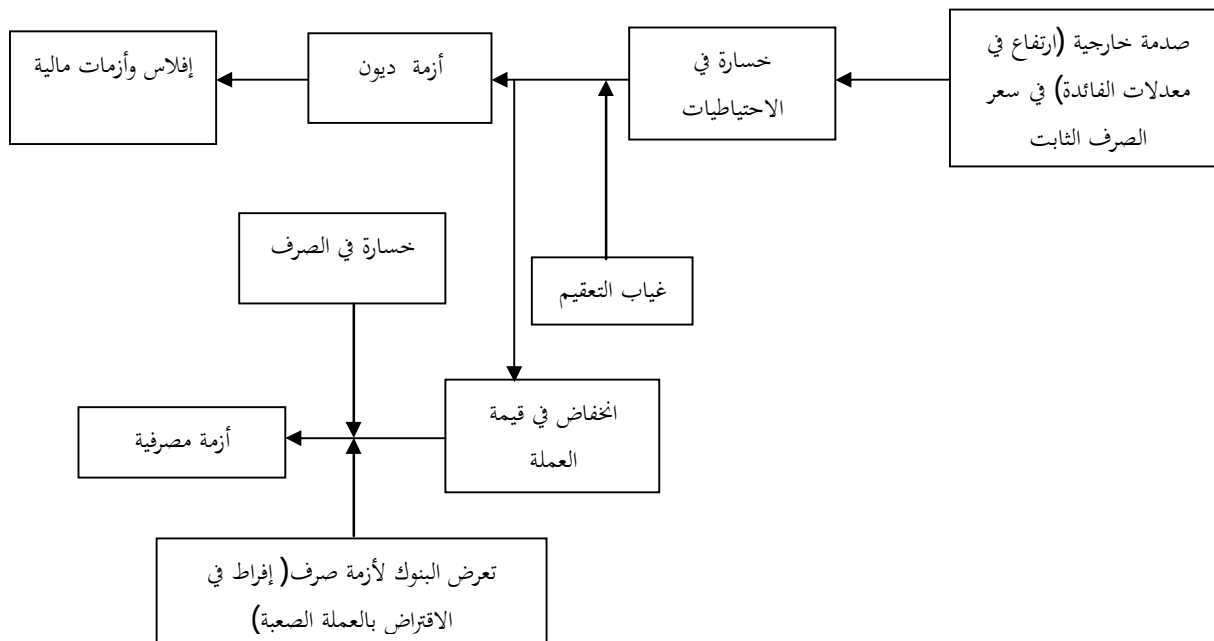 صدمة خارجية (ارتفاع في
معدلات الفائدة) في سعر
الصرف الثابت
خسارة في
الاحتياطيات
أزمة ديون
إفلاس وأزمات مالية
خسارة في الصرف
غياب التعقيم
انخفاض في قيمة
العملة
أزمة مصرفية
تعرض البنوك لأزمة صرف( إفراط في
الاقتراض بالعملة الصعبة)